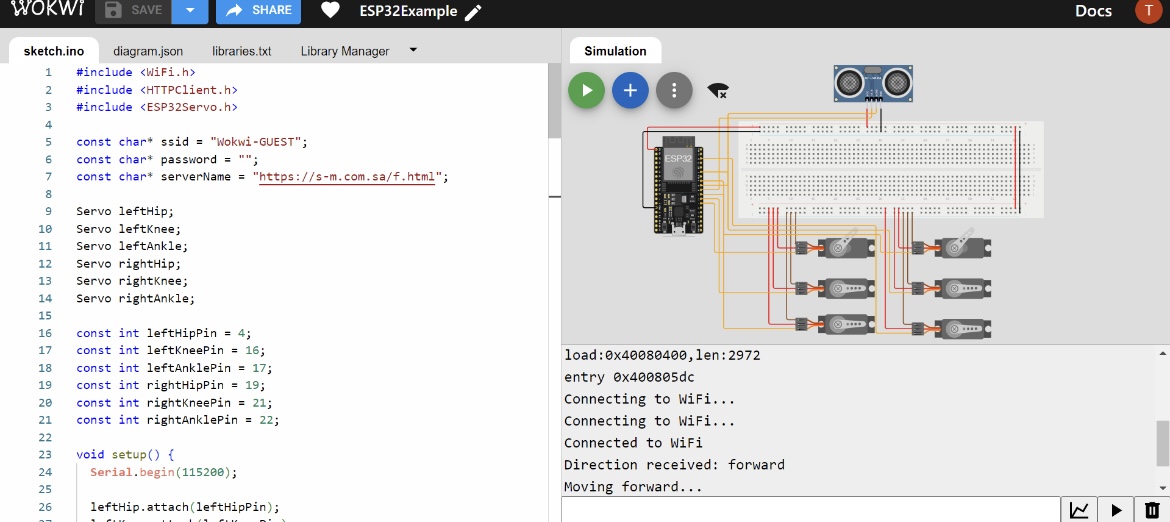 WOKWI SAVE SHARE ESP32Example Docs T
sketch.ino diagram.json libraries.txt Library Manager Simulation
1 #include <WiFi.h>
2 #include <HTTPClient.h>
3 #include <ESP32Servo.h>
4
5 const char* ssid = "Wokwi-GUEST";
6 const char* password = "";
7 const char* serverName = "https://s-m.com.sa/f.html";
8
9 Servo leftHip;
10 Servo leftKnee;
11 Servo leftAnkle;
12 Servo rightHip;
13 Servo rightKnee;
14 Servo rightAnkle;
15
16 const int leftHipPin = 4;
17 const int leftKneePin = 16;
18 const int leftAnklePin = 17;
19 const int rightHipPin = 19;
20 const int rightKneePin = 21;
21 const int rightAnklePin = 22;
22
23 void setup() {
24 Serial.begin(115200);
25
26 leftHip.attach(leftHipPin);
ESP32
load:0x40080400,len:2972
entry 0x400805dc
Connecting to WiFi...
Connecting to WiFi...
Connected to WiFi
Direction received: forward
Moving forward...